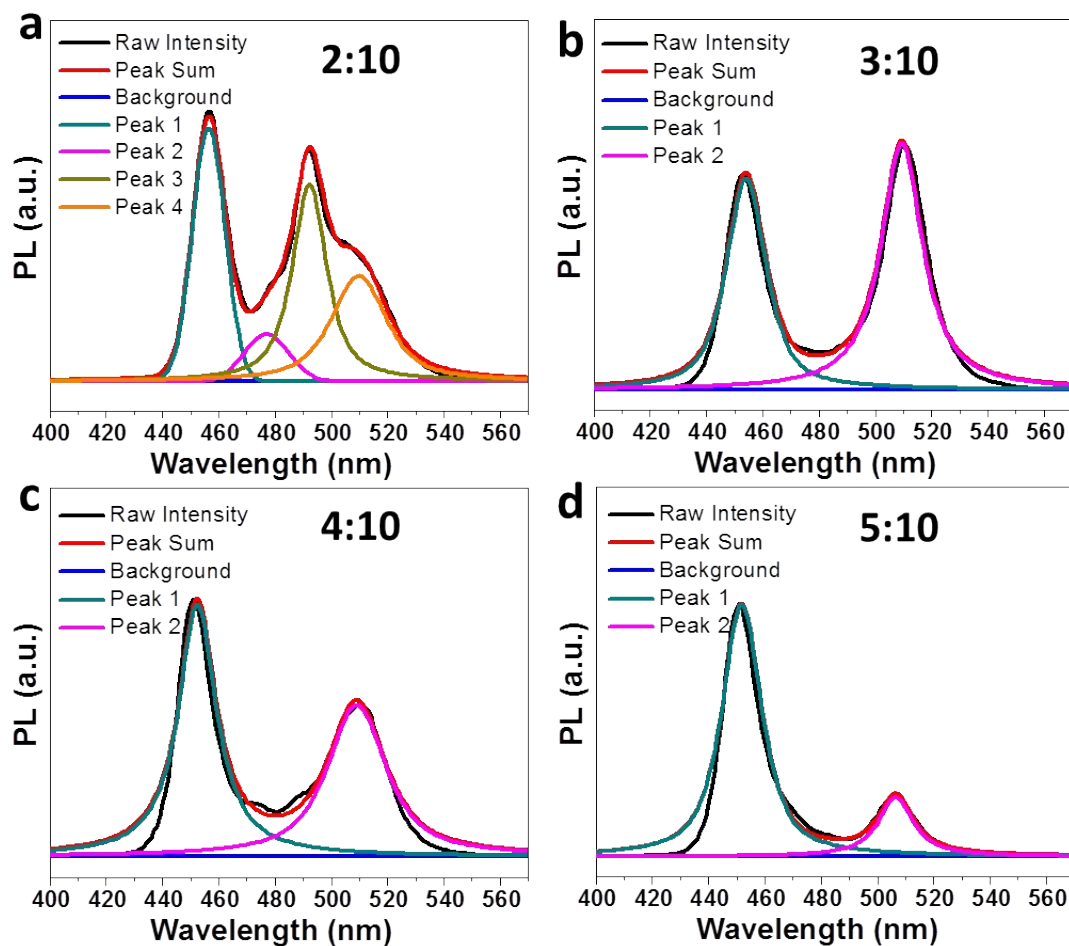 a
Raw Intensity
Peak Sum
Background
Peak 1
Peak 2
Peak 3
Peak 4
2:10
PL (a.u.)
400 420 440 460 480 500 520 540 560
Wavelength (nm)
b
Raw Intensity
Peak Sum
Background
Peak 1
Peak 2
3:10
PL (a.u.)
400 420 440 460 480 500 520 540 560
Wavelength (nm)
c
Raw Intensity
Peak Sum
Background
Peak 1
Peak 2
4:10
PL (a.u.)
400 420 440 460 480 500 520 540 560
Wavelength (nm)
d
Raw Intensity
Peak Sum
Background
Peak 1
Peak 2
5:10
PL (a.u.)
400 420 440 460 480 500 520 540 560
Wavelength (nm)